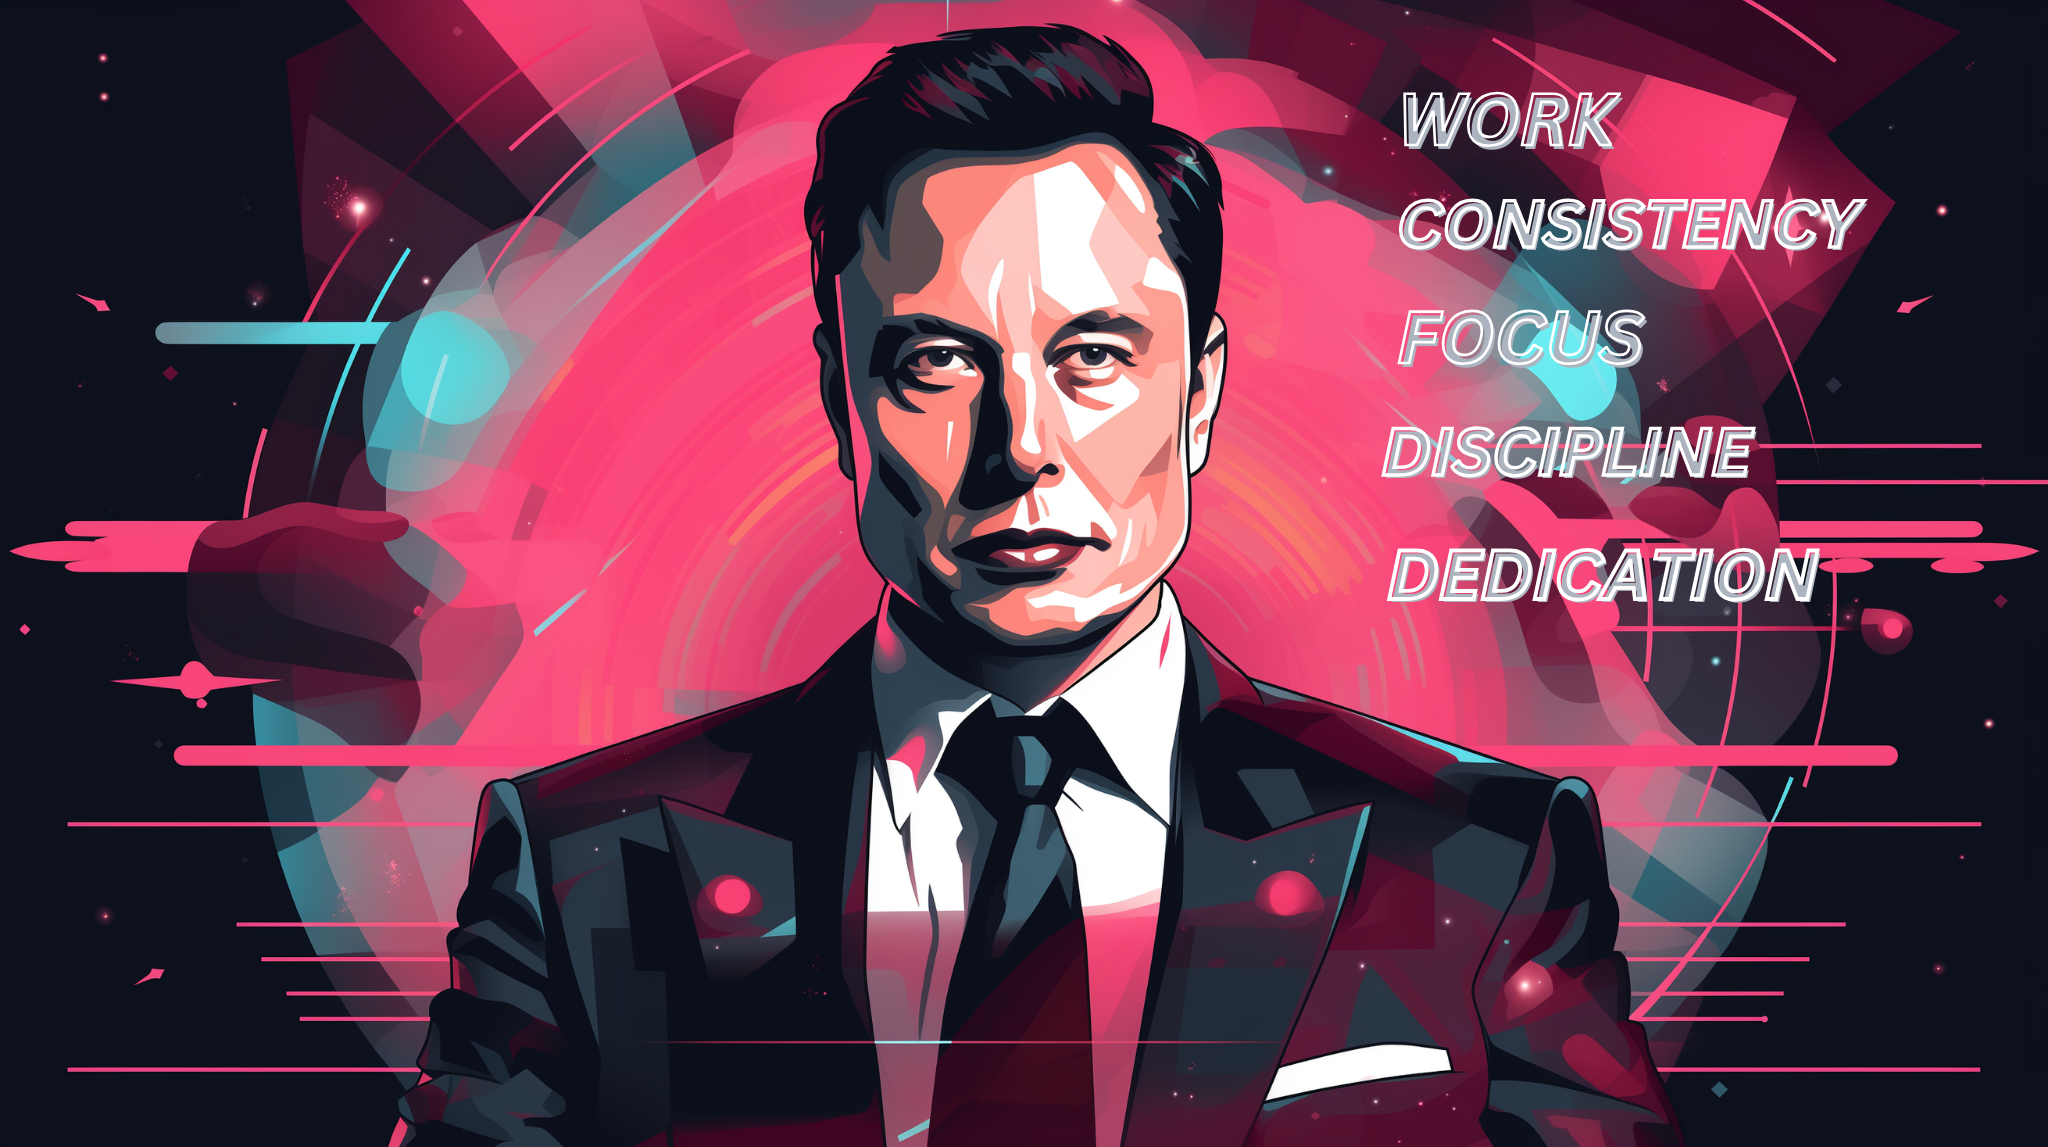 WORK
CONSISTENCY
FOCUS
DISCIPLINE
DEDICATION